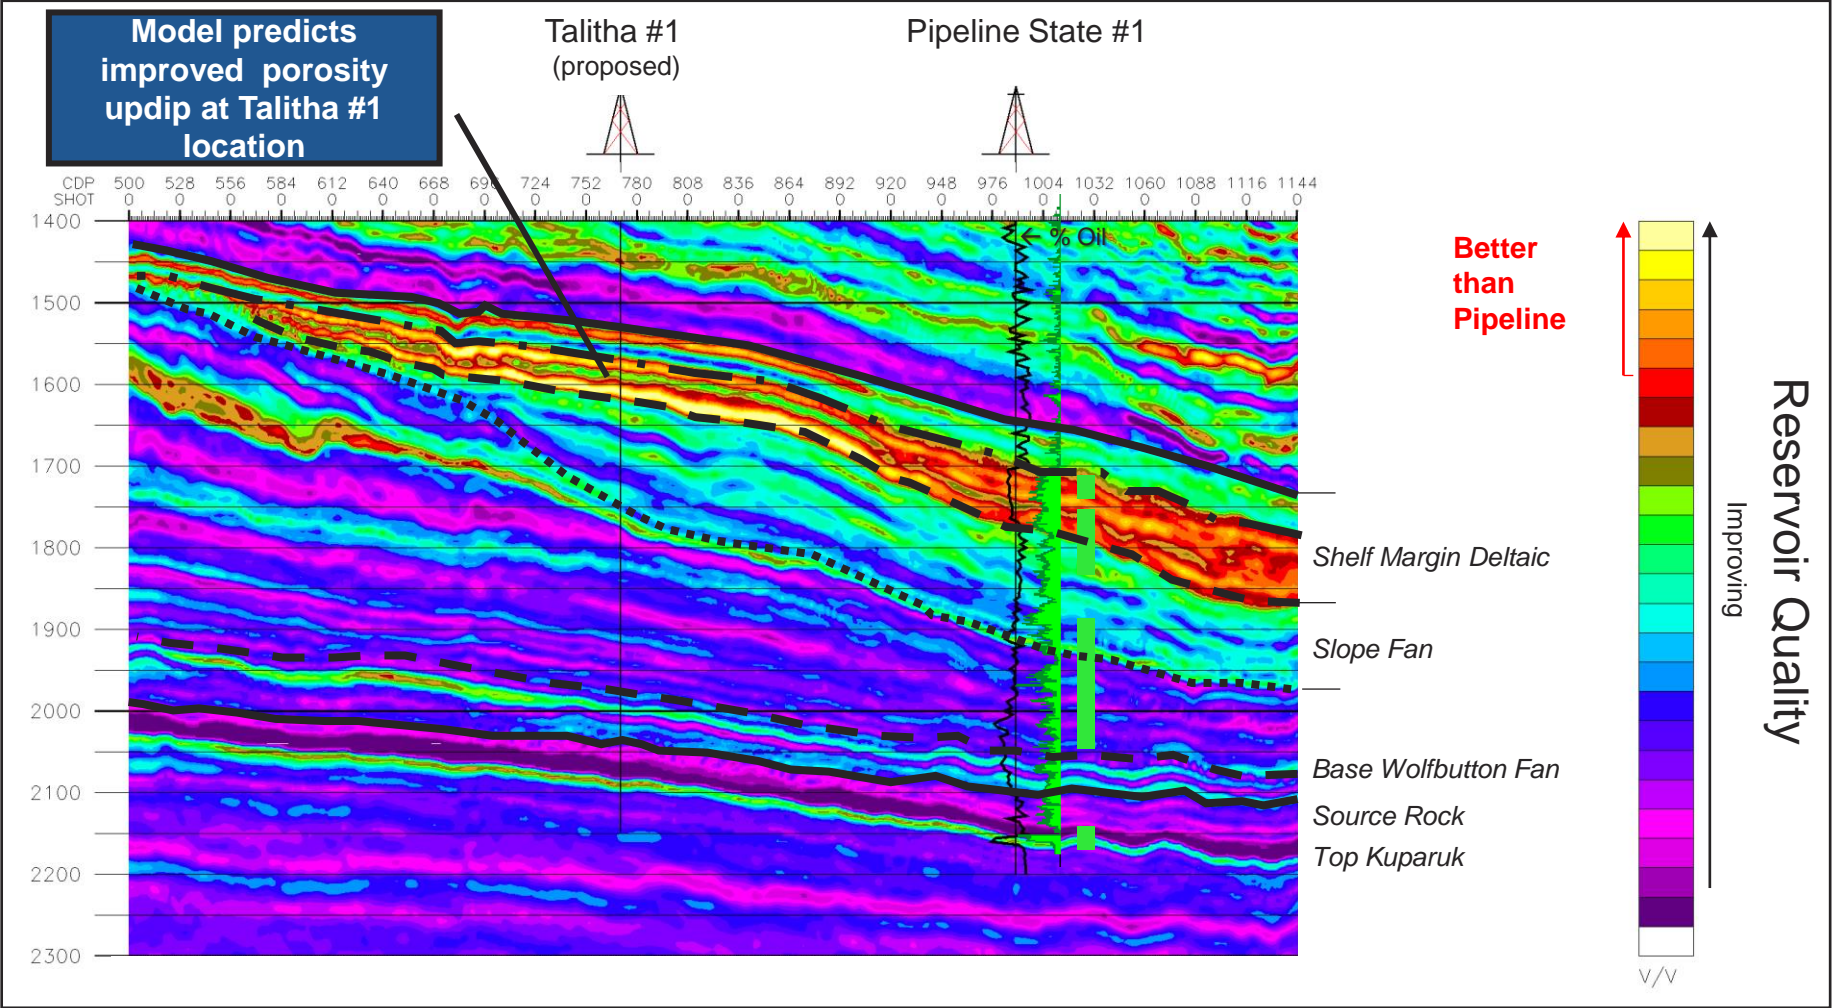 Model predicts
improved porosity
updip at Talitha #1
location
Talitha #1
(proposed)
Pipeline State #1
CDP 500 528 556 584 612 640 668 696 724 752 780 808 836 864 892 920 948 976 1004 1032 1060 1088 1116 1144
SHOT 0 0 0 0 0 0 0 0 0 0 0 0 0 0 0 0 0 0 0 0 0 0 0 0
1400
1500
1600
1700
1800
1900
2000
2100
2200
2300
← % Oil
Shelf Margin Deltaic
Slope Fan
Base Wolfbutton Fan
Source Rock
Top Kuparuk
Better
than
Pipeline
Improving
Reservoir Quality
V/V